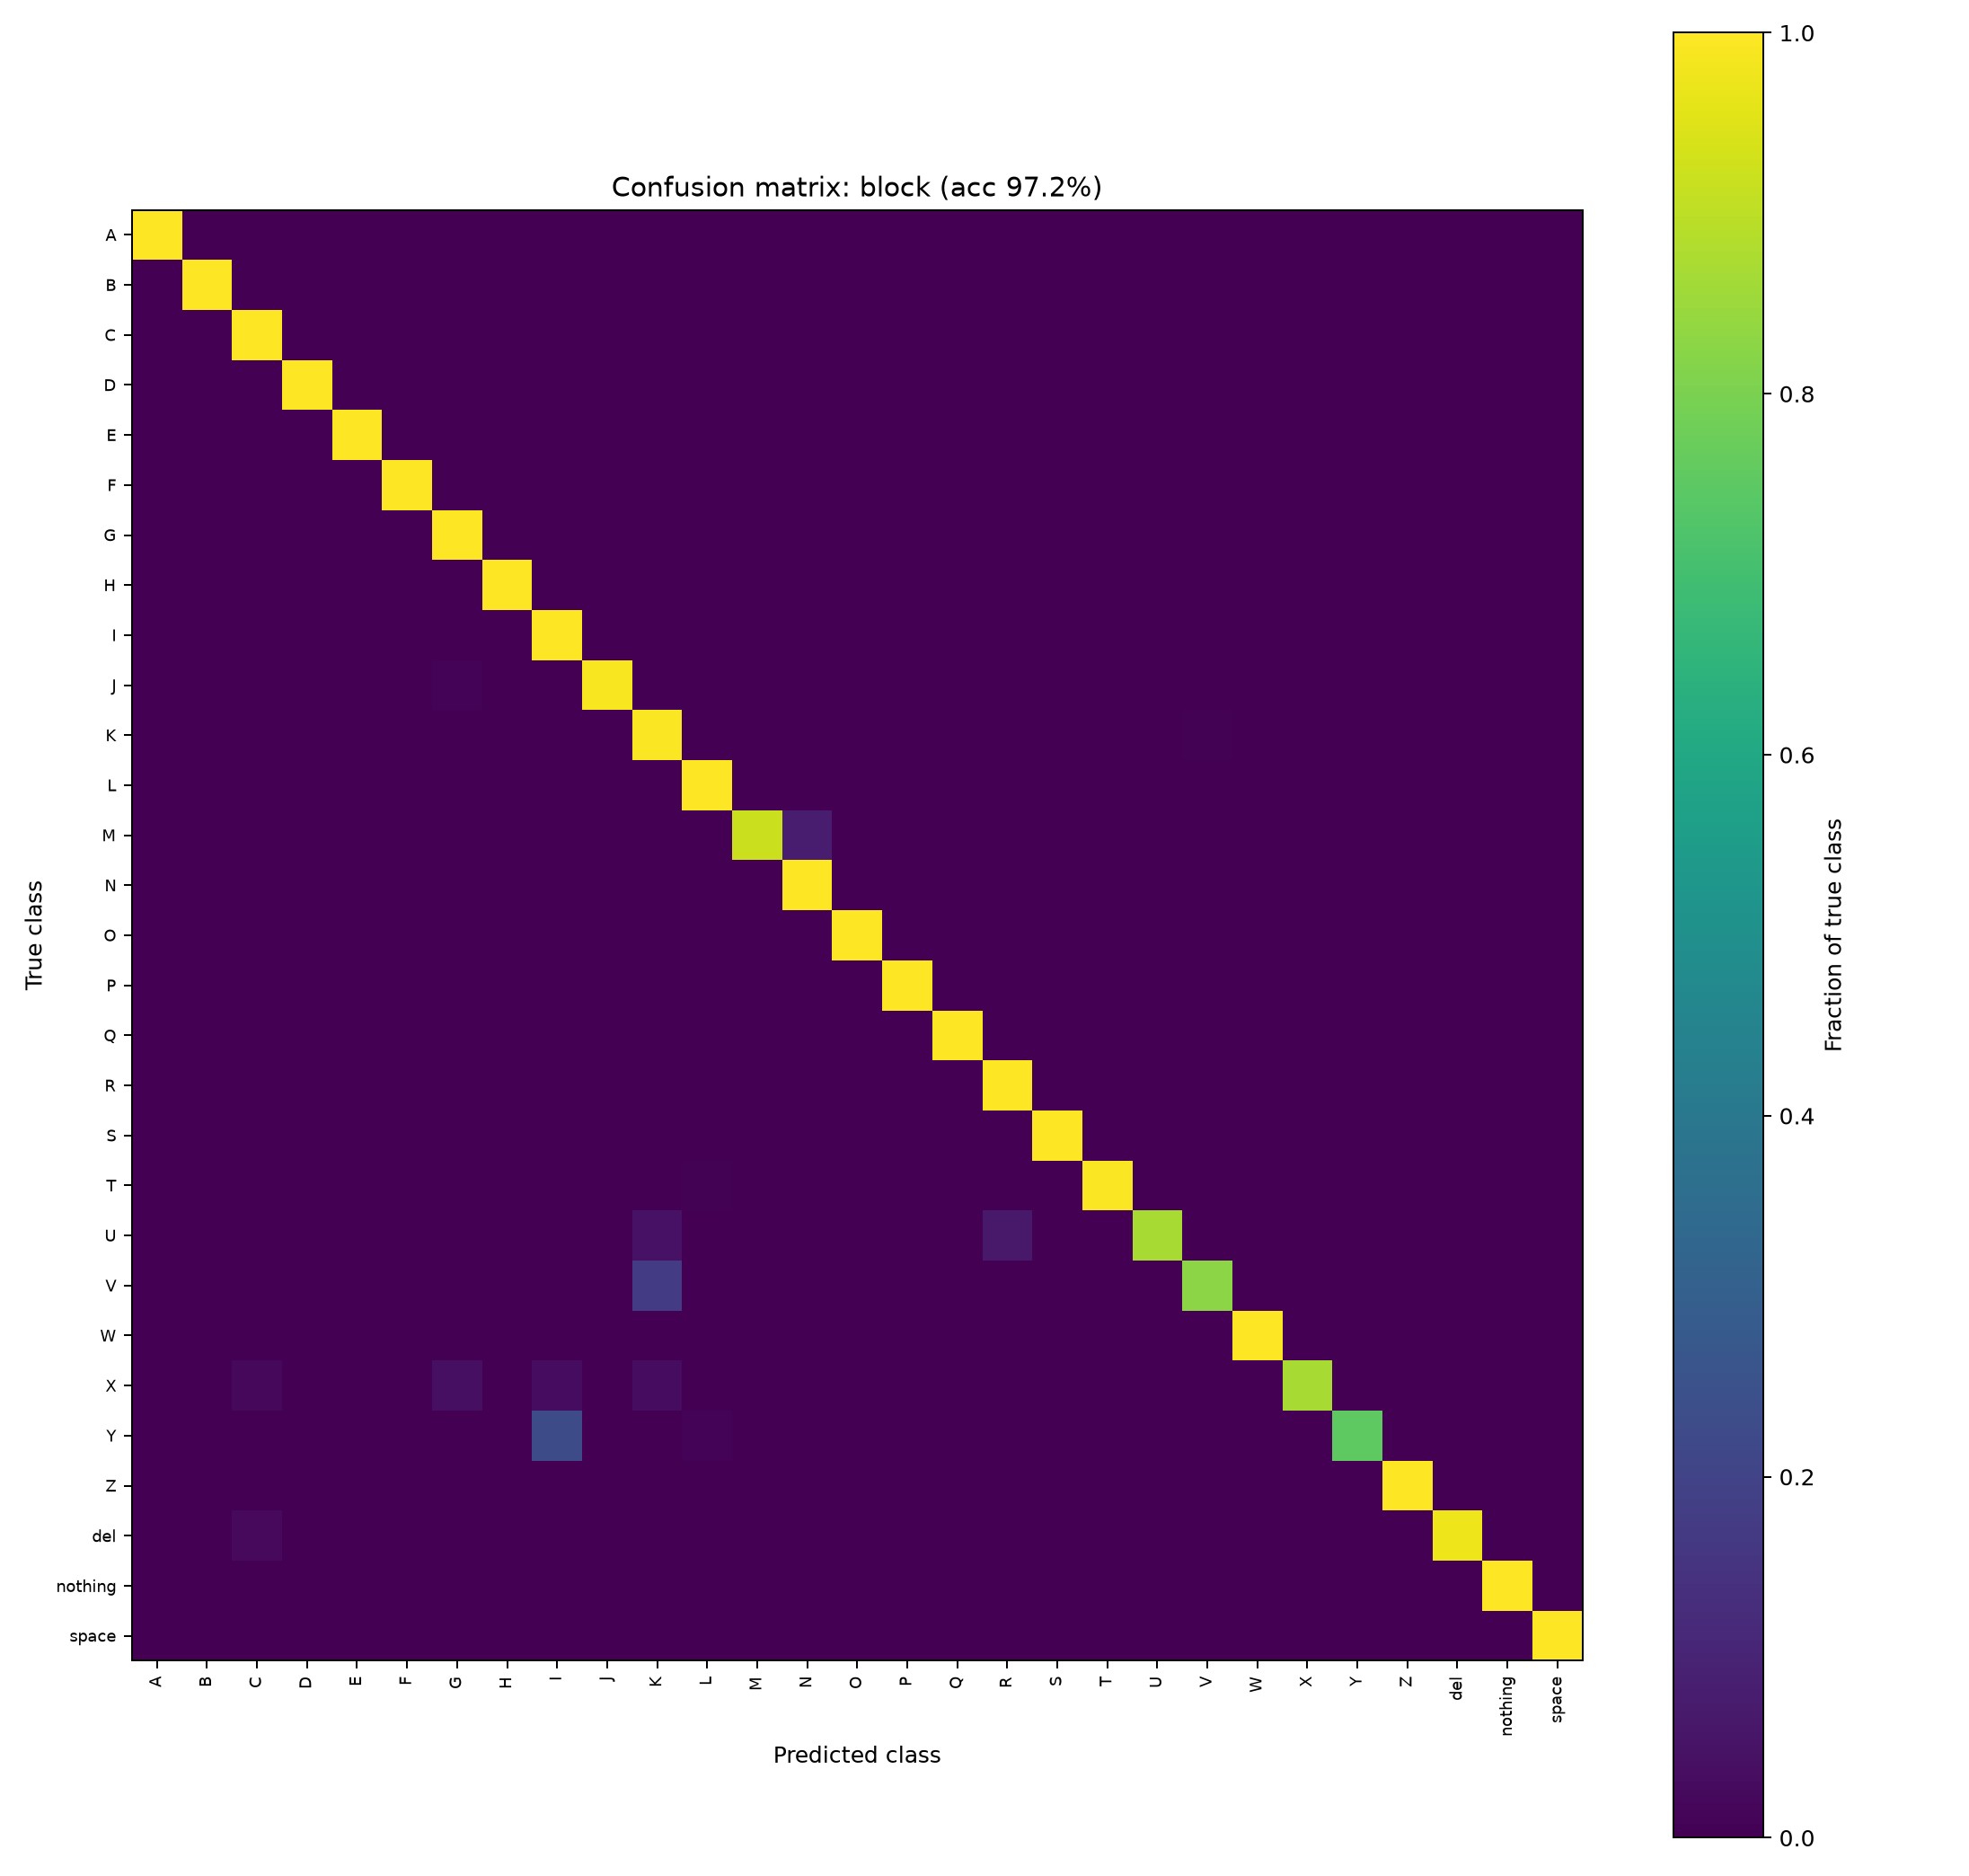 Confusion matrix: block (acc 97.2%)
True class
A
B
C
D
E
F
G
H
I
J
K
L
M
N
O
P
Q
R
S
T
U
V
W
X
Y
Z
del
nothing
space
A B C D E F G H I J K L M N O P Q R S T U V W X Y Z del nothing space
Predicted class
1.0
0.8
0.6
0.4
0.2
0.0
Fraction of true class